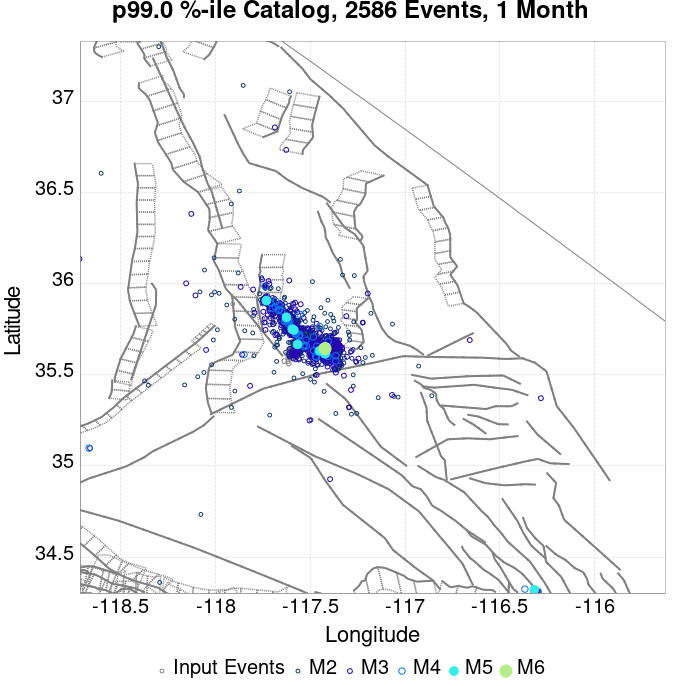 p99.0 %-ile Catalog, 2586 Events, 1 Month
37
36.5
36
35.5
35
34.5
Latitude
-118.5 -118 -117.5 -117 -116.5 -116
Longitude
Input Events M2 M3 M4 M5 M6